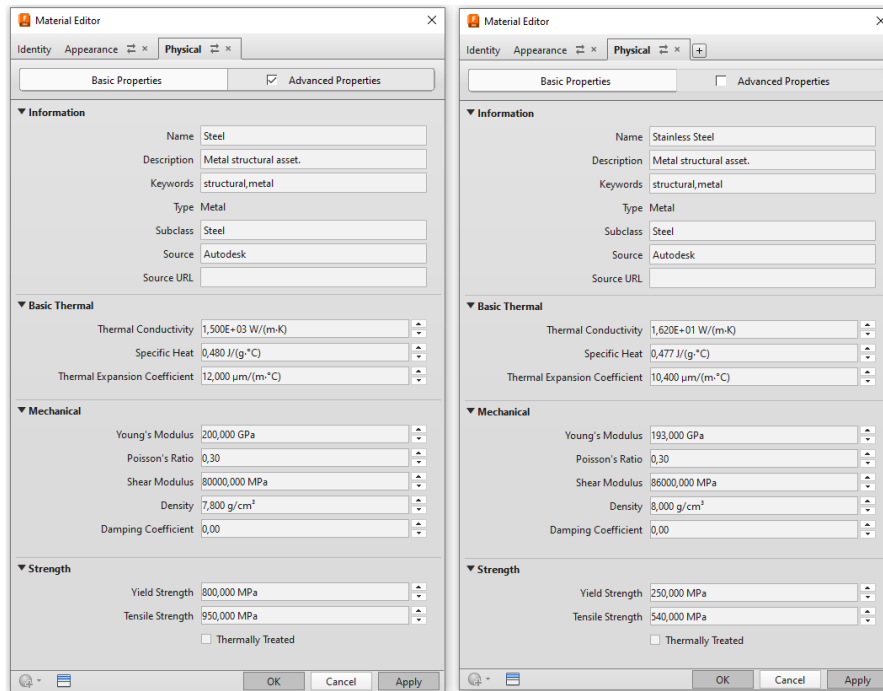 Material Editor
Identity Appearance Physical
Basic Properties Advanced Properties
Information
Name Steel
Description Metal structural asset.
Keywords structural,metal
Type Metal
Subclass Steel
Source Autodesk
Source URL
Basic Thermal
Thermal Conductivity 1,500E+03 W/(m·K)
Specific Heat 0,480 J/(g·°C)
Thermal Expansion Coefficient 12,000 µm/(m·°C)
Mechanical
Young's Modulus 200,000 GPa
Poisson's Ratio 0,30
Shear Modulus 80000,000 MPa
Density 7,800 g/cm³
Damping Coefficient 0,00
Strength
Yield Strength 800,000 MPa
Tensile Strength 950,000 MPa
Thermally Treated
OK Cancel Apply
Material Editor
Identity Appearance Physical
Basic Properties Advanced Properties
Information
Name Stainless Steel
Description Metal structural asset.
Keywords structural,metal
Type Metal
Subclass Steel
Source Autodesk
Source URL
Basic Thermal
Thermal Conductivity 1,620E+01 W/(m·K)
Specific Heat 0,477 J/(g·°C)
Thermal Expansion Coefficient 10,400 µm/(m·°C)
Mechanical
Young's Modulus 193,000 GPa
Poisson's Ratio 0,30
Shear Modulus 86000,000 MPa
Density 8,000 g/cm³
Damping Coefficient 0,00
Strength
Yield Strength 250,000 MPa
Tensile Strength 540,000 MPa
Thermally Treated
OK Cancel Apply